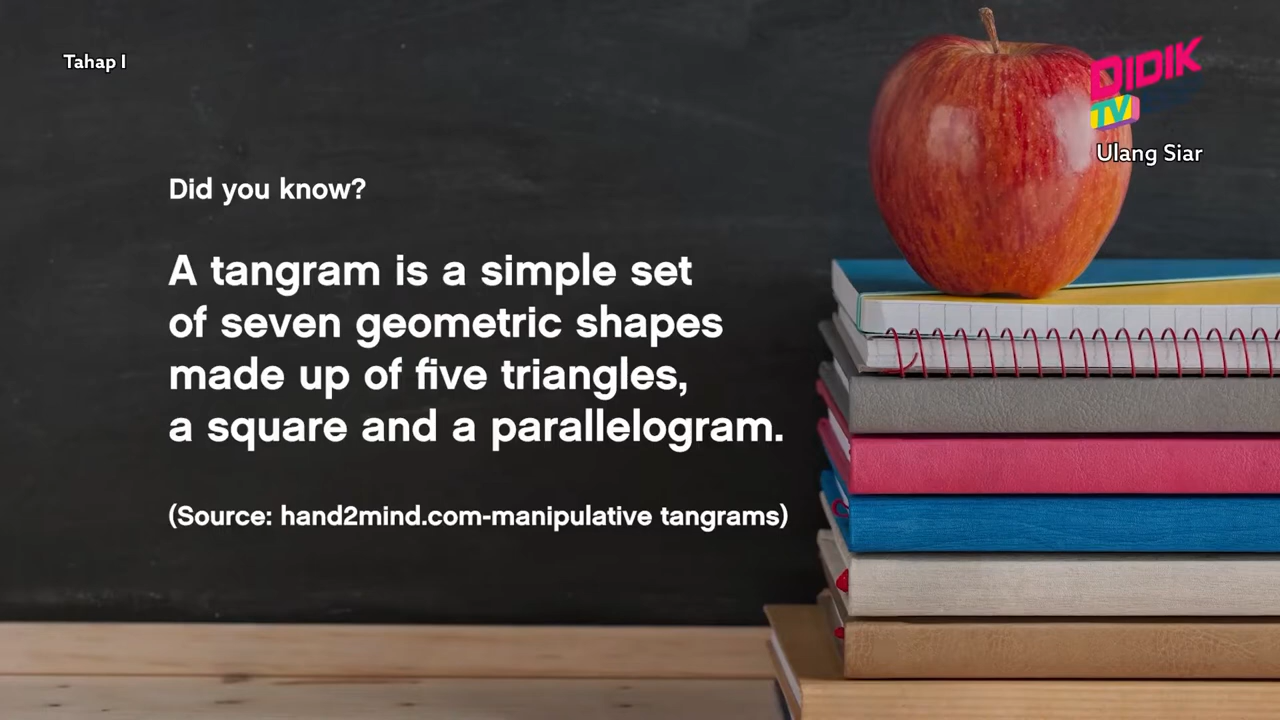 Tahap I
DIDIK
TV
Ulang Siar
Did you know?
A tangram is a simple set
of seven geometric shapes
made up of five triangles,
a square and a parallelogram.
(Source: hand2mind.com-manipulative tangrams)